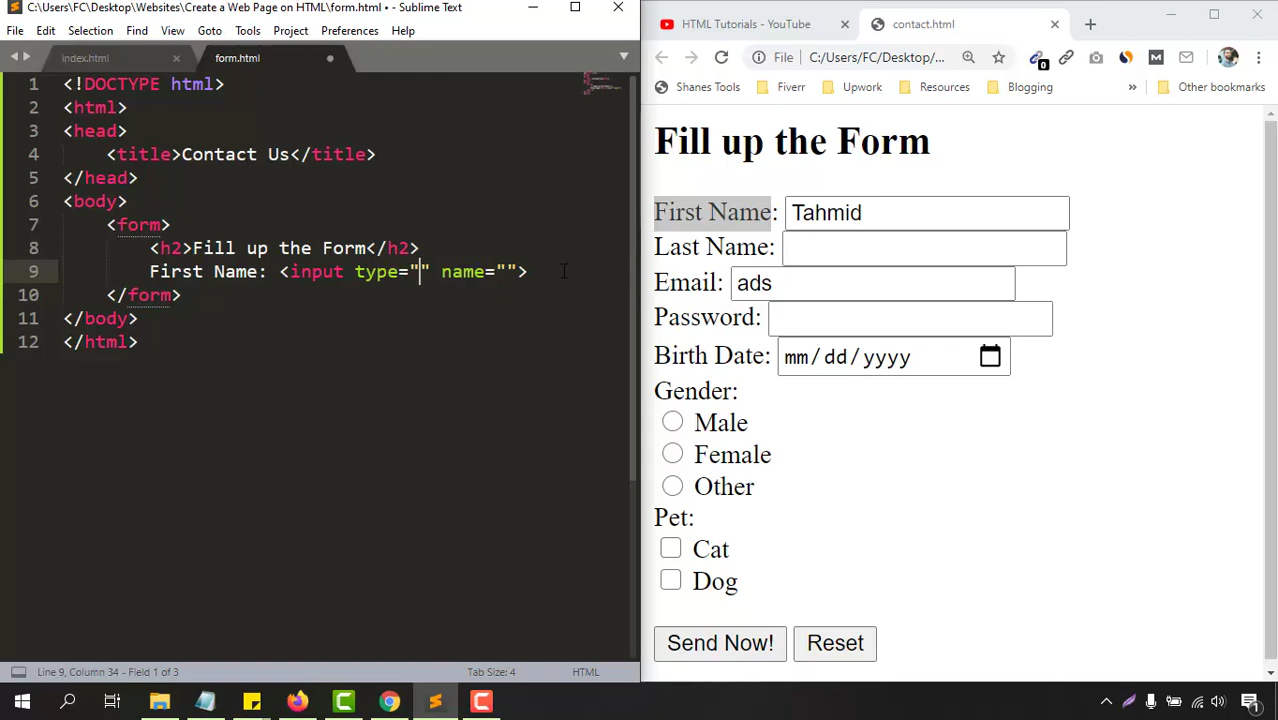 C:\Users\FC\Desktop\Websites\Create a Web Page on HTML\form.html • - Sublime Text
File Edit Selection Find View Goto Tools Project Preferences Help
index.html form.html
1 <!DOCTYPE html>
2 <html>
3 <head>
4 <title>Contact Us</title>
5 </head>
6 <body>
7 <form>
8 <h2>Fill up the Form</h2>
9 First Name: <input type="" name="">
10 </form>
11 </body>
12 </html>
Line 9, Column 34 - Field 1 of 3
Tab Size: 4
HTML
HTML Tutorials - YouTube
contact.html
File C:/Users/FC/Desktop/...
0
Shanes Tools Fiverr Upwork Resources Blogging » Other bookmarks
Fill up the Form
First Name: Tahmid
Last Name:
Email: ads
Password:
Birth Date: mm/dd/yyyy
Gender:
Male
Female
Other
Pet:
Cat
Dog
Send Now! Reset
1